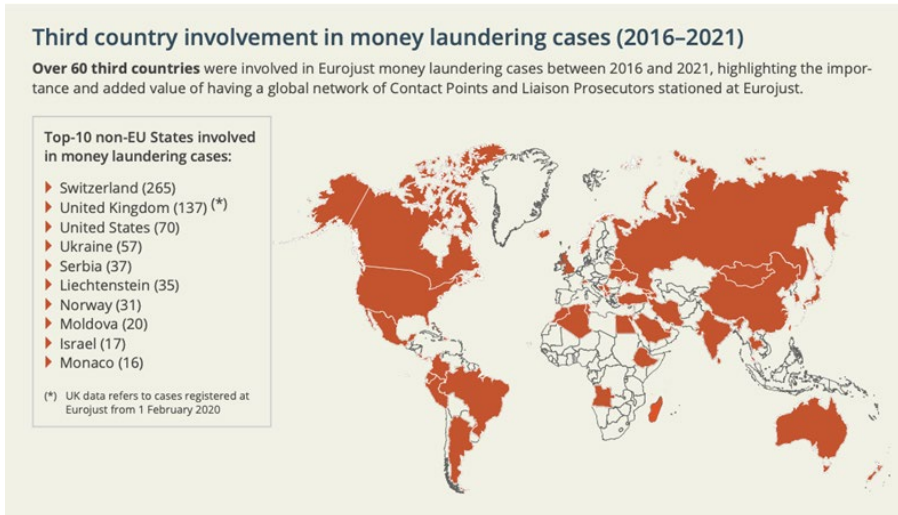 Third country involvement in money laundering cases (2016–2021)
Over 60 third countries were involved in Eurojust money laundering cases between 2016 and 2021, highlighting the impor-
tance and added value of having a global network of Contact Points and Liaison Prosecutors stationed at Eurojust.
Top-10 non-EU States involved
in money laundering cases:
Switzerland (265)
United Kingdom (137) (*)
United States (70)
Ukraine (57)
Serbia (37)
Liechtenstein (35)
Norway (31)
Moldova (20)
Israel (17)
Monaco (16)
(*) UK data refers to cases registered at
Eurojust from 1 February 2020